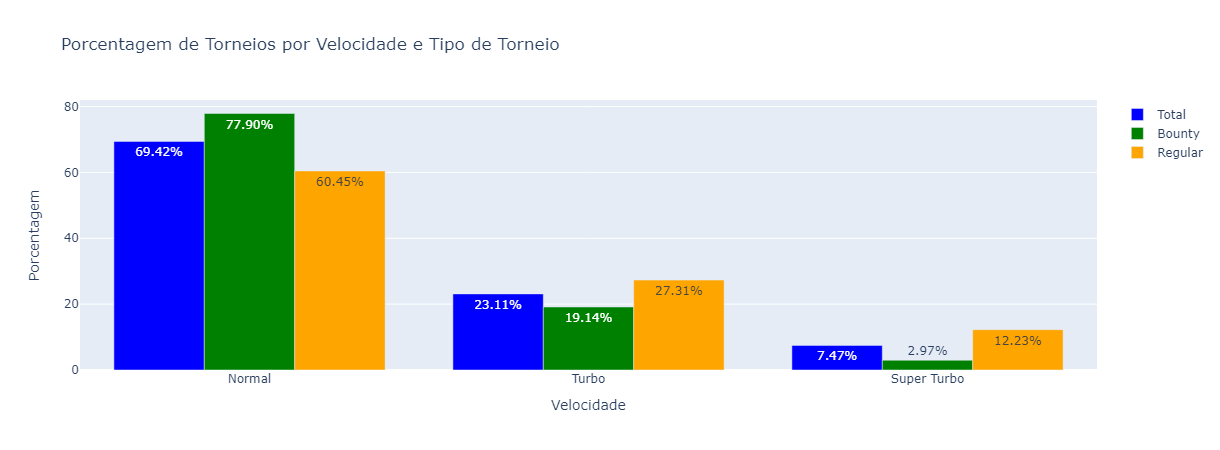 Porcentagem de Torneios por Velocidade e Tipo de Torneio
Total
Bounty
Regular
Porcentagem
80
60
40
20
0
69.42%
77.90%
60.45%
23.11%
19.14%
27.31%
7.47%
2.97%
12.23%
Normal
Turbo
Super Turbo
Velocidade